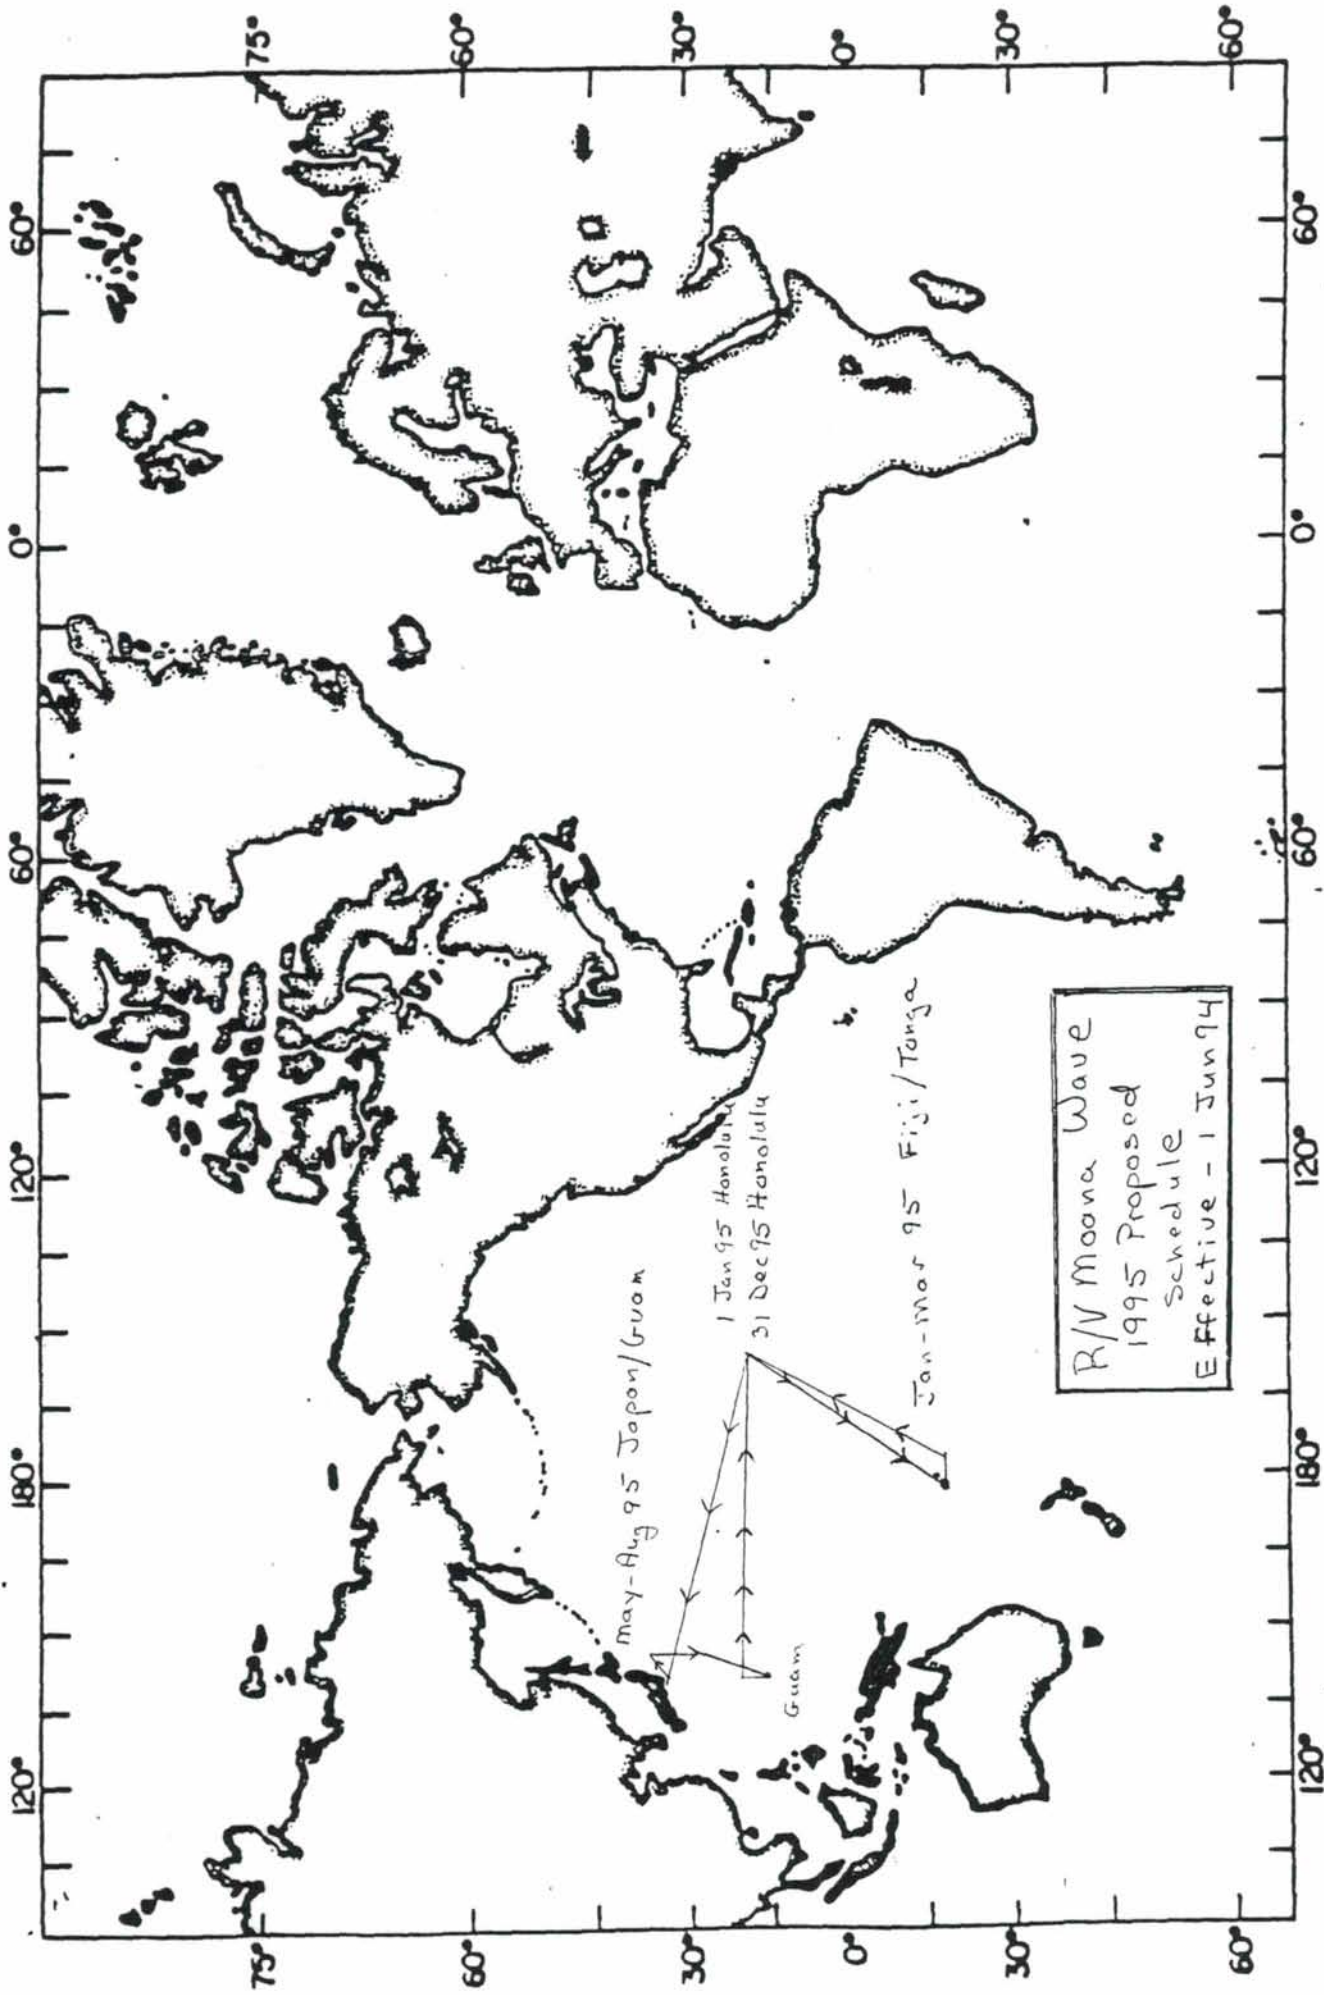 120° 180° 120° 60° 0° 60°
75° 75°
60° 60°
May-Aug 95 Japan/Guam
30° 30°
1 Jan 95 Honolulu
31 Dec 95 Honolulu
Guam
0° 0°
Jan-Mar 95 Fiji/Tonga
30° 30°
R/V Moana Wave
1995 Proposed
Schedule
Effective - 1 Jun 94
60° 60°
120° 180° 120° 60° 0° 60°